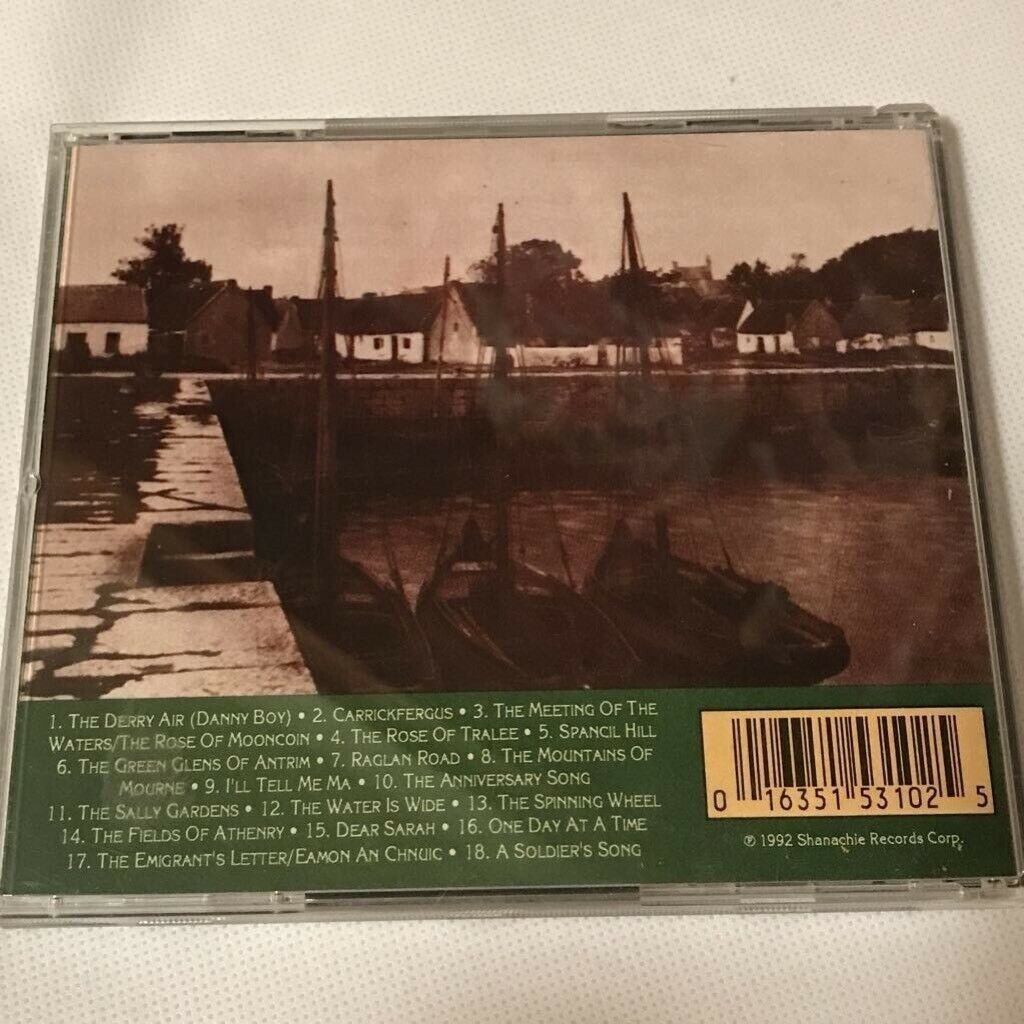 1. The Derry Air (Danny Boy) • 2. Carrickfergus • 3. The Meeting Of The
Waters/The Rose Of Mooncoin • 4. The Rose Of Tralee • 5. Spancil Hill
6. The Green Glens Of Antrim • 7. Raglan Road • 8. The Mountains Of
Mourne • 9. I'll Tell Me Ma • 10. The Anniversary Song
11. The Sally Gardens • 12. The Water Is Wide • 13. The Spinning Wheel
14. The Fields Of Athenry • 15. Dear Sarah • 16. One Day At A Time
17. The Emigrant's Letter/Eamon An Chnuic • 18. A Soldier's Song
0 16351 53102 5
℗ 1992 Shanachie Records Corp.